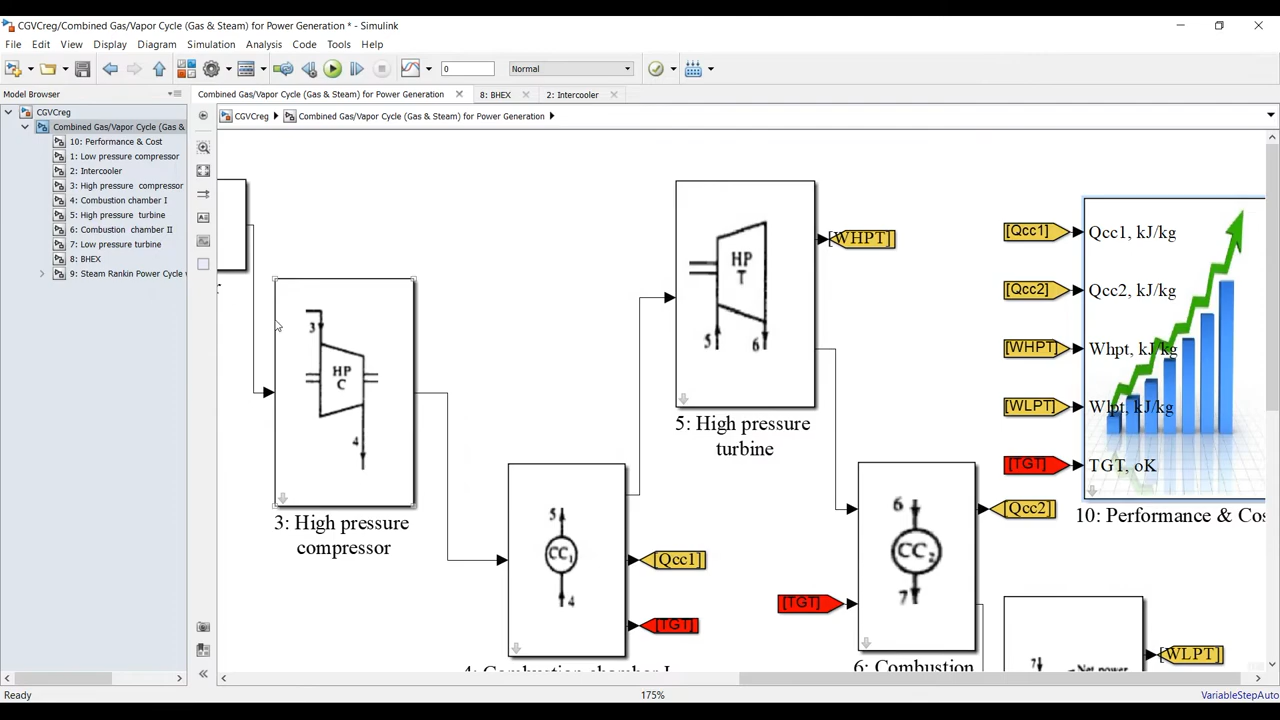 CGVCreg/Combined Gas/Vapor Cycle (Gas & Steam) for Power Generation * - Simulink
File Edit View Display Diagram Simulation Analysis Code Tools Help
0 Normal
Model Browser
Combined Gas/Vapor Cycle (Gas & Steam) for Power Generation 8: BHEX 2: Intercooler
CGVCreg
CGVCreg Combined Gas/Vapor Cycle (Gas & Steam) for Power Generation
Combined Gas/Vapor Cycle (Gas &
10: Performance & Cost
1: Low pressure compressor
2: Intercooler
3: High pressure compressor
4: Combustion chamber I
5: High pressure turbine
6: Combustion chamber II
7: Low pressure turbine
8: BHEX
9: Steam Rankin Power Cycle
r
3
HP
C
4
3: High pressure
compressor
5
CC1
4
[Qcc1]
[TGT]
4: Combustion chamber I
HP
T
5
6
[WHPT]
5: High pressure
turbine
6
CC2
7
[TGT]
[Qcc2]
6: Combustion
[Qcc1] Qcc1, kJ/kg
[Qcc2] Qcc2, kJ/kg
[WHPT] Whpt, kJ/kg
[WLPT] Wlpt, kJ/kg
[TGT] TGT, oK
10: Performance & Cos
7
Net power
[WLPT]
Ready 175% VariableStepAuto